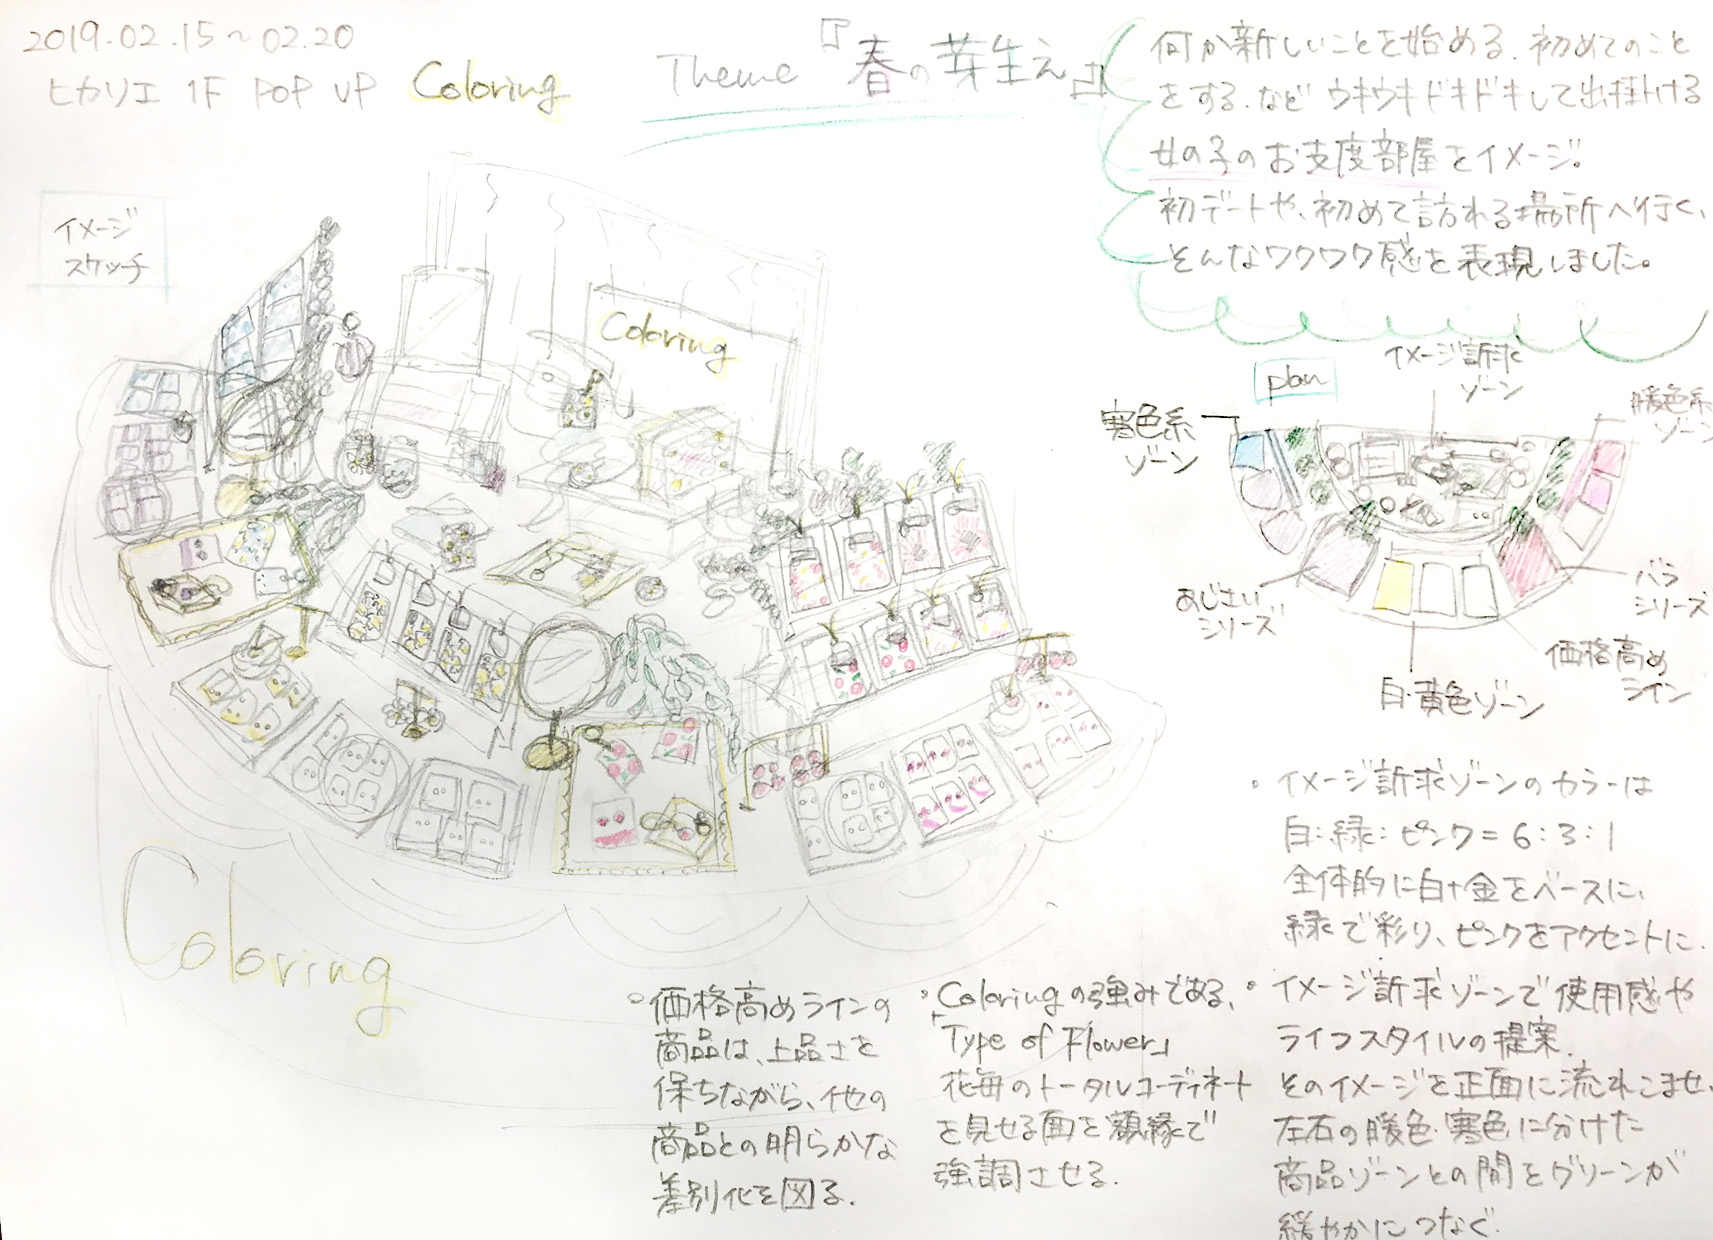 2019.02.15～02.20
ヒカリエ 1F POP UP Coloring
Theme『春の芽生え』
何か新しいことを始める、初めてのこと
をする、など ウキウキドキドキして出掛ける
女の子のお支度部屋をイメージ。
初デートや、初めて訪れる場所へ行く、
そんなワクワク感を表現しました。
イメージ
スケッチ
Coloring
plan
イメージ訴求
ゾーン
寒色系
ゾーン
暖色系
ゾーン
あじさい
シリーズ
バラ
シリーズ
価格高め
ライン
白・黄色ゾーン
Coloring
・イメージ訴求ゾーンのカラーは
白:緑:ピンク=6:3:1
全体的に白+金をベースに、
緑で彩り、ピンクをアクセントに.
・価格高めラインの
商品は、上品さを
保ちながら、他の
商品との明らかな
差別化を図る.
・Coloringの強みである、
「Type of Flower」
花毎のトータルコーディネート
を見せる面を額縁で
強調させる.
・イメージ訴求ゾーンで使用感や
ライフスタイルの提案.
そのイメージを正面に流れこませ、
左右の暖色・寒色に分けた
商品ゾーンとの間をグリーンが
緩やかにつなぐ.